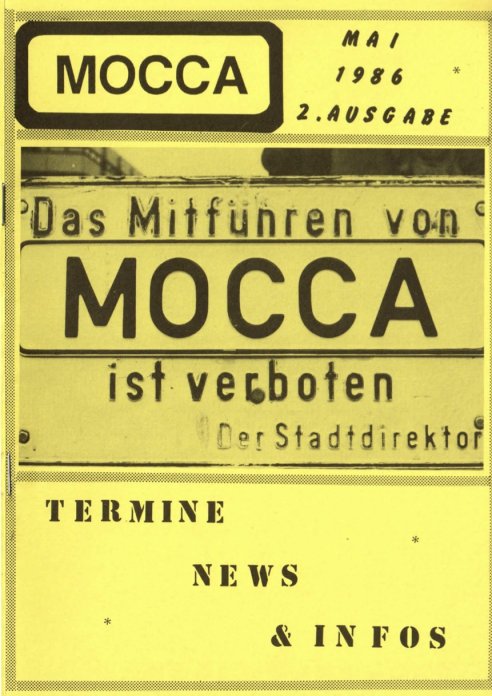 MOCCA
MAI
1986
2. AUSGABE
Das Mitführen von
MOCCA
ist verboten
Der Stadtdirektor
TERMINE
NEWS
& INFOS